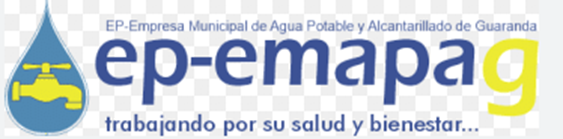 EP-Empresa Municipal de Agua Potable y Alcantarillado de Guaranda
ep-emapag
trabajando por su salud y bienestar...